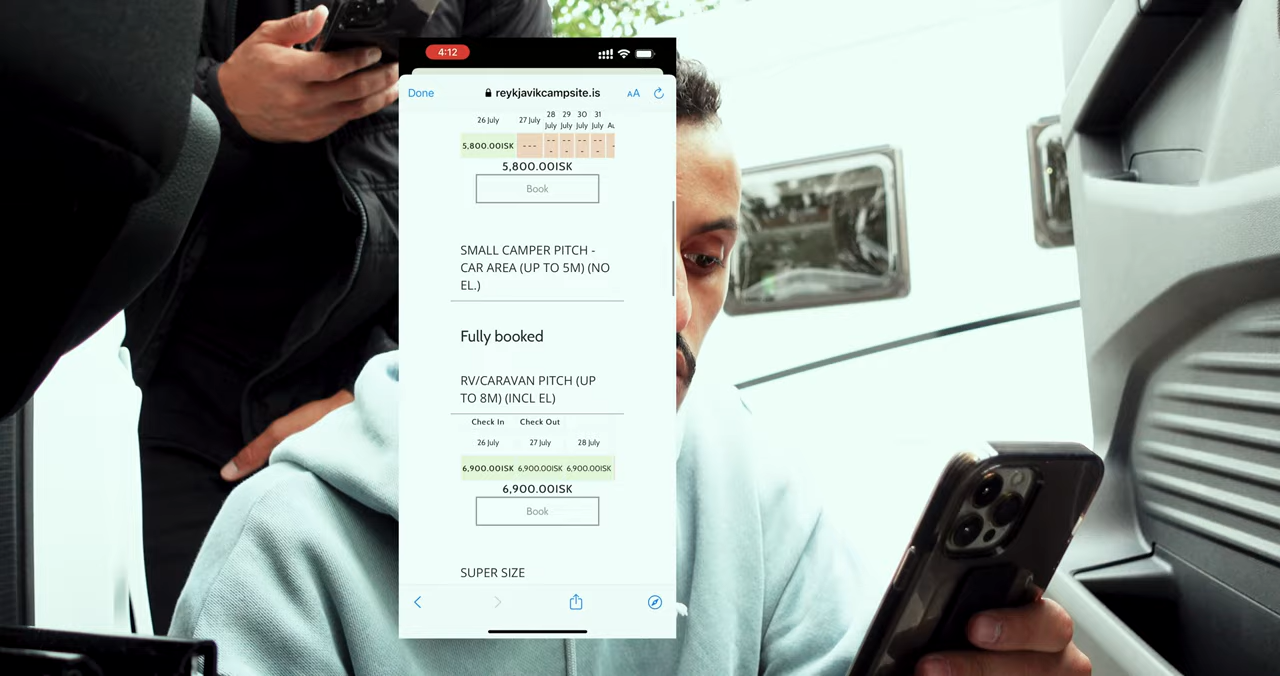 4:12
Done
reykjavikcampsite.is
AA
26 July 27 July 28 July 29 July 30 July 31 July
5,800.00ISK --- --- --- --- ---
5,800.00ISK
Book
SMALL CAMPER PITCH -
CAR AREA (UP TO 5M) (NO
EL.)
Fully booked
RV/CARAVAN PITCH (UP
TO 8M) (INCL EL)
Check In Check Out
26 July 27 July 28 July
6,900.00ISK 6,900.00ISK 6,900.00ISK
6,900.00ISK
Book
SUPER SIZE